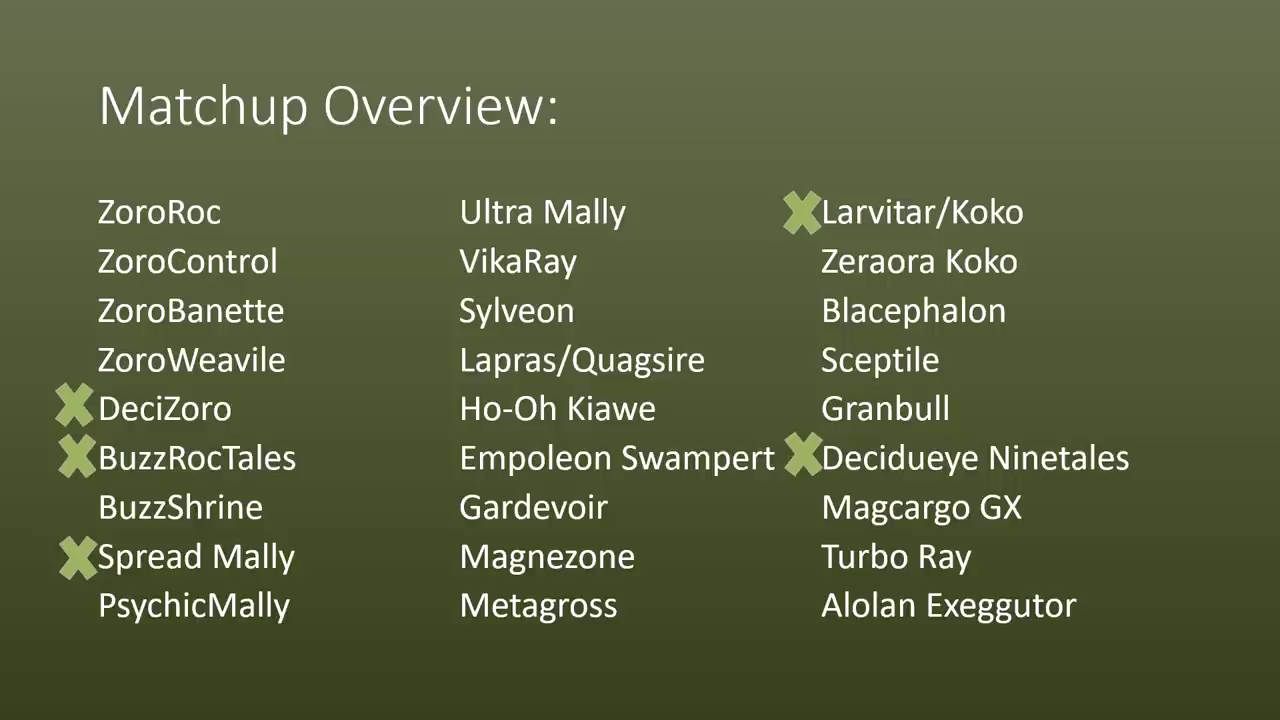 Matchup Overview:
ZoroRoc
ZoroControl
ZoroBanette
ZoroWeavile
DeciZoro
BuzzRocTales
BuzzShrine
Spread Mally
PsychicMally
Ultra Mally
VikaRay
Sylveon
Lapras/Quagsire
Ho-Oh Kiawe
Empoleon Swampert
Gardevoir
Magnezone
Metagross
Larvitar/Koko
Zeraora Koko
Blacephalon
Sceptile
Granbull
Decidueye Ninetales
Magcargo GX
Turbo Ray
Alolan Exeggutor